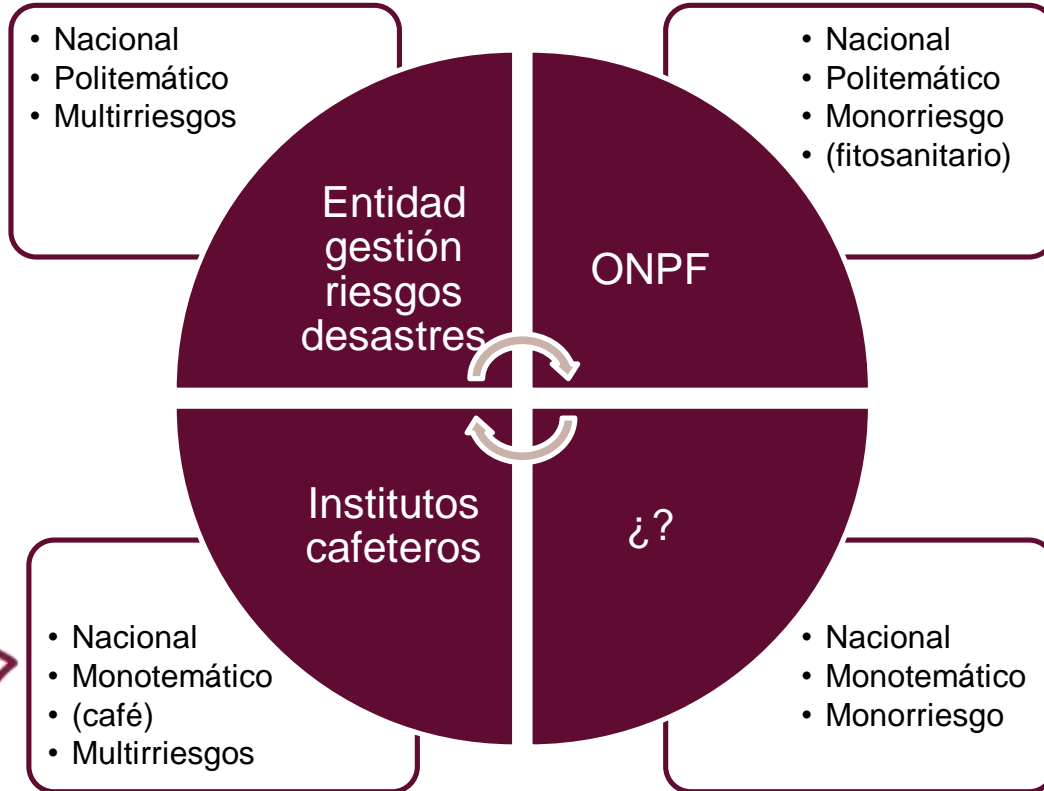 • Nacional
• Politemático
• Multirriesgos
• Nacional
• Politemático
• Monorriesgo
• (fitosanitario)
Entidad
gestión
riesgos
desastres
ONPF
Institutos
cafeteros
¿?
• Nacional
• Monotemático
• (café)
• Multirriesgos
• Nacional
• Monotemático
• Monorriesgo